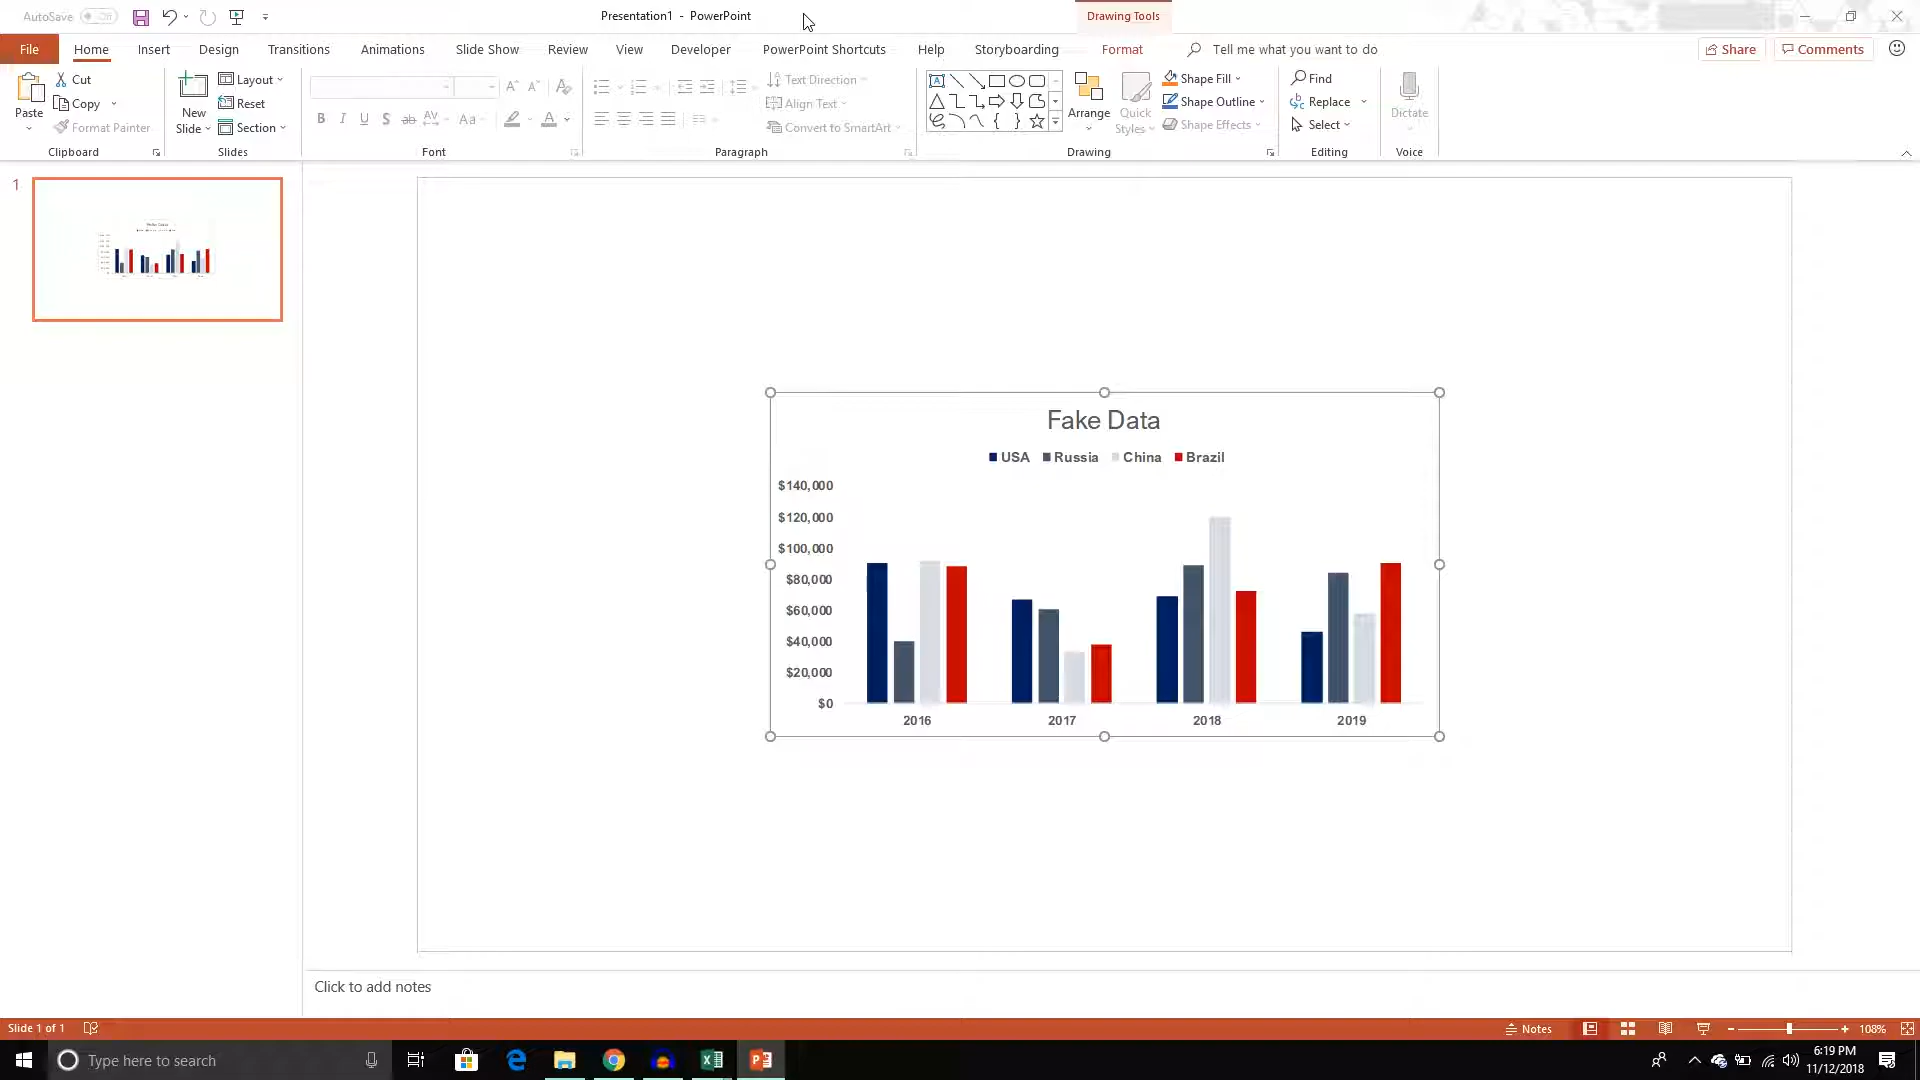 AutoSave Off
Presentation1 - PowerPoint
Drawing Tools
File Home Insert Design Transitions Animations Slide Show Review View Developer PowerPoint Shortcuts Help Storyboarding Format Tell me what you want to do Share Comments
Paste
Cut
Copy
Format Painter
Clipboard
New
Slide
Layout
Reset
Section
Slides
Font
Text Direction
Align Text
Convert to SmartArt
Paragraph
Arrange
Quick
Styles
Shape Fill
Shape Outline
Shape Effects
Drawing
Find
Replace
Select
Editing
Dictate
Voice
1
Fake Data
USA Russia China Brazil
$140,000
$120,000
$100,000
$80,000
$60,000
$40,000
$20,000
$0
2016 2017 2018 2019
Click to add notes
Slide 1 of 1
Notes
108%
Type here to search
6:19 PM
11/12/2018